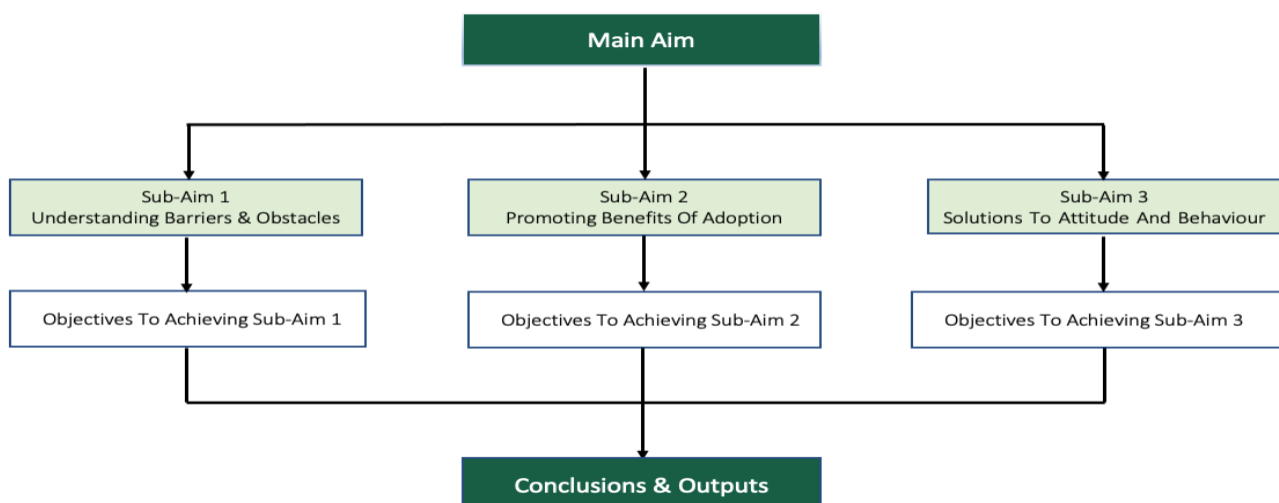 Main Aim
Sub-Aim 1
Understanding Barriers & Obstacles
Sub-Aim 2
Promoting Benefits Of Adoption
Sub-Aim 3
Solutions To Attitude And Behaviour
Objectives To Achieving Sub-Aim 1
Objectives To Achieving Sub-Aim 2
Objectives To Achieving Sub-Aim 3
Conclusions & Outputs